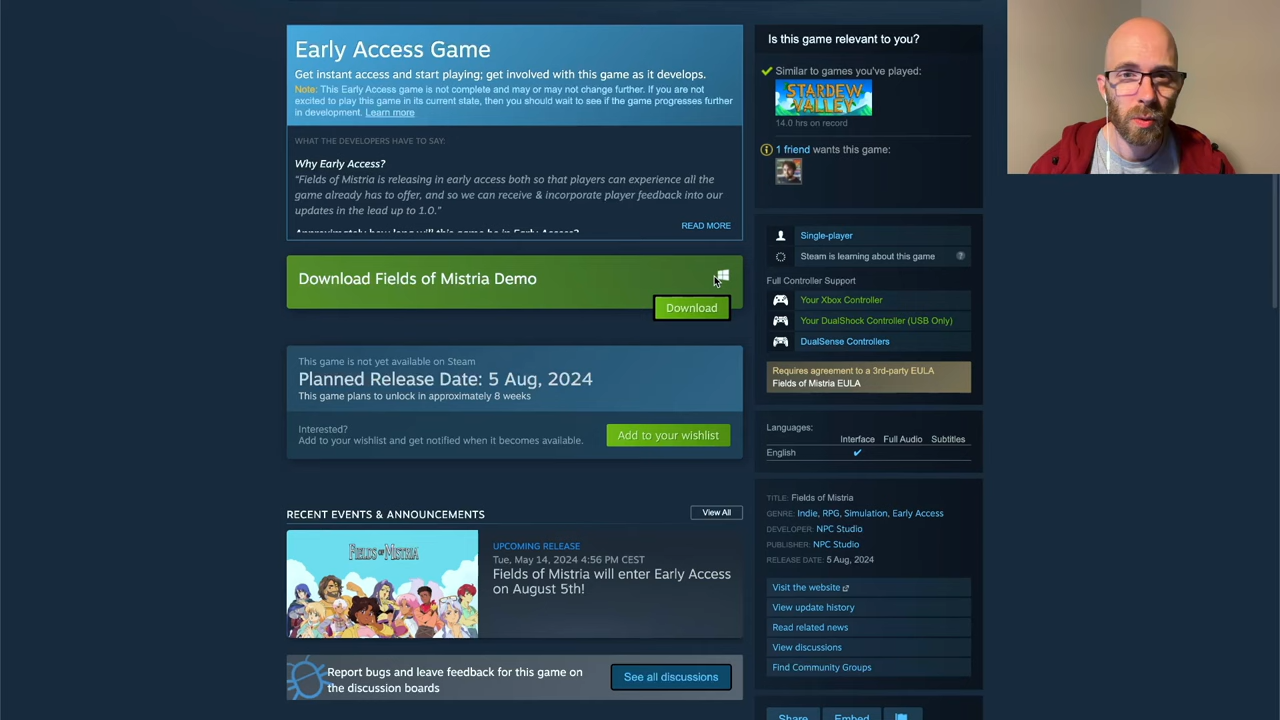 Early Access Game
Get instant access and start playing; get involved with this game as it develops.
Note: This Early Access game is not complete and may or may not change further. If you are not
excited to play this game in its current state, then you should wait to see if the game progresses further
in development. Learn more
WHAT THE DEVELOPERS HAVE TO SAY:
Why Early Access?
“Fields of Mistria is releasing in early access both so that players can experience all the
game already has to offer, and so we can receive & incorporate player feedback into our
updates in the lead up to 1.0.”
Approximately how long will this game be in Early Access?
READ MORE
Download Fields of Mistria Demo
Download
This game is not yet available on Steam
Planned Release Date: 5 Aug, 2024
This game plans to unlock in approximately 8 weeks
Interested?
Add to your wishlist and get notified when it becomes available.
Add to your wishlist
RECENT EVENTS & ANNOUNCEMENTS
View All
FIELDS OF MISTRIA
UPCOMING RELEASE
Tue, May 14, 2024 4:56 PM CEST
Fields of Mistria will enter Early Access
on August 5th!
Report bugs and leave feedback for this game on
the discussion boards
See all discussions
Is this game relevant to you?
Similar to games you've played:
STARDEW
VALLEY
14.0 hrs on record
1 friend wants this game:
Single-player
Steam is learning about this game
?
Full Controller Support
Your Xbox Controller
Your DualShock Controller (USB Only)
DualSense Controllers
Requires agreement to a 3rd-party EULA
Fields of Mistria EULA
Languages:
Interface Full Audio Subtitles
English ✔
TITLE: Fields of Mistria
GENRE: Indie, RPG, Simulation, Early Access
DEVELOPER: NPC Studio
PUBLISHER: NPC Studio
RELEASE DATE: 5 Aug, 2024
Visit the website
View update history
Read related news
View discussions
Find Community Groups
Share Embed